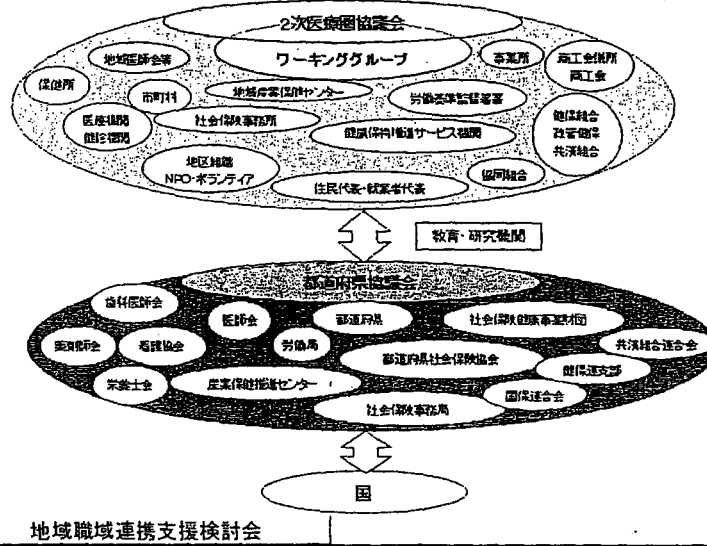 2次医療圏協議会
ワーキンググループ
地域医師会等
事業所
商工会議所
商工会
保健所
市町村
地域産業保健センター
労働基準監督署
医療機関
健診機関
社会保険事務所
健康保持増進サービス機関
健保組合
政管健保
共済組合
地区組織
NPO・ボランティア
住民代表・就業者代表
協同組合
教育・研究機関
都道府県協議会
歯科医師会
医師会
都道府県
社会保険健康事業財団
薬剤師会
看護協会
労働局
都道府県社会保険協会
共済組合連合会
健保連支部
栄養士会
産業保健推進センター
国保連合会
社会保険事務局
国
地域職域連携支援検討会